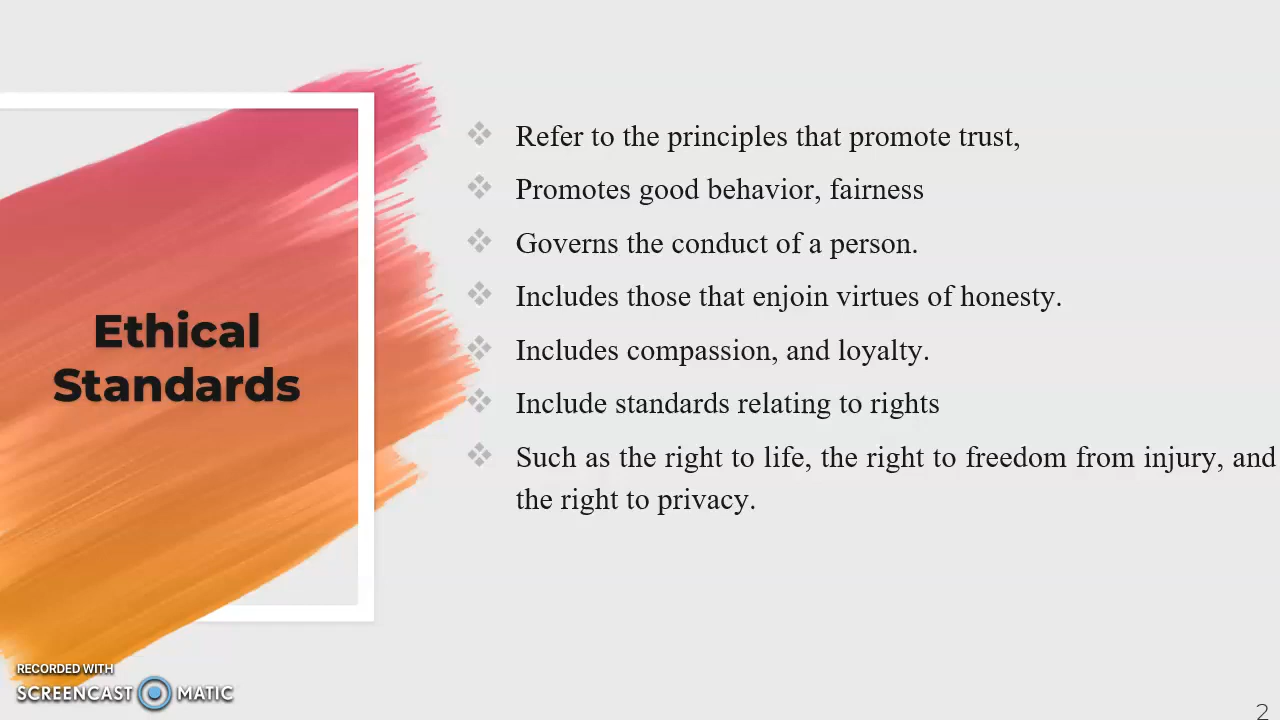 Ethical
Standards
Refer to the principles that promote trust,
Promotes good behavior, fairness
Governs the conduct of a person.
Includes those that enjoin virtues of honesty.
Includes compassion, and loyalty.
Include standards relating to rights
Such as the right to life, the right to freedom from injury, and
the right to privacy.
RECORDED WITH
SCREENCAST MATIC
2